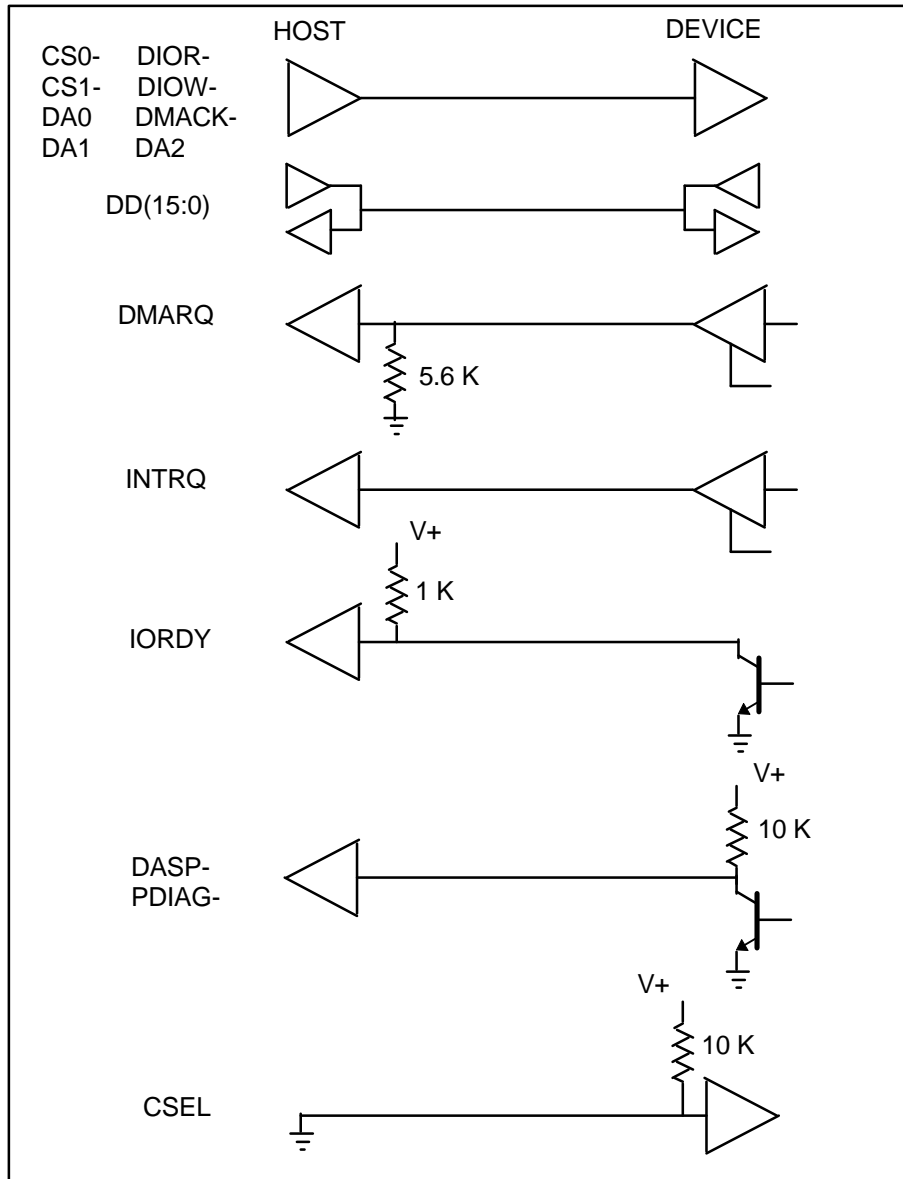 HOST DEVICE
CS0- DIOR-
CS1- DIOW-
DA0 DMACK-
DA1 DA2
DD(15:0)
DMARQ
5.6 K
INTRQ
V+
1 K
IORDY
V+
10 K
DASP-
PDIAG-
V+
10 K
CSEL